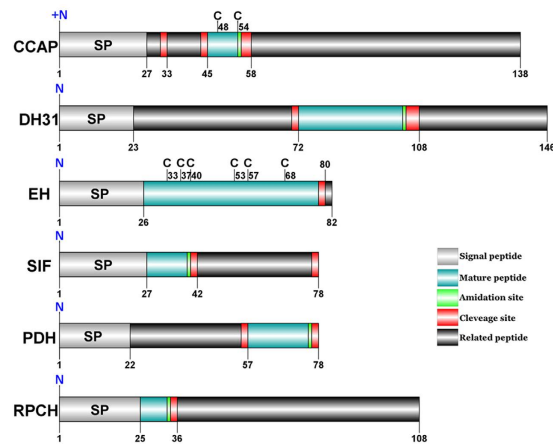 +N
C C
48 54
CCAP SP
1 27 33 45 58 138
N
DH31 SP
1 23 72 108 146
N
C C C C C C
33 37 40 53 57 68 80
EH SP
1 26 82
N
SIF SP
1 27 42 78
N
PDH SP
1 22 57 78
N
RPCH SP
1 25 36 108
Signal peptide
Mature peptide
Amidation site
Cleveage site
Related peptide